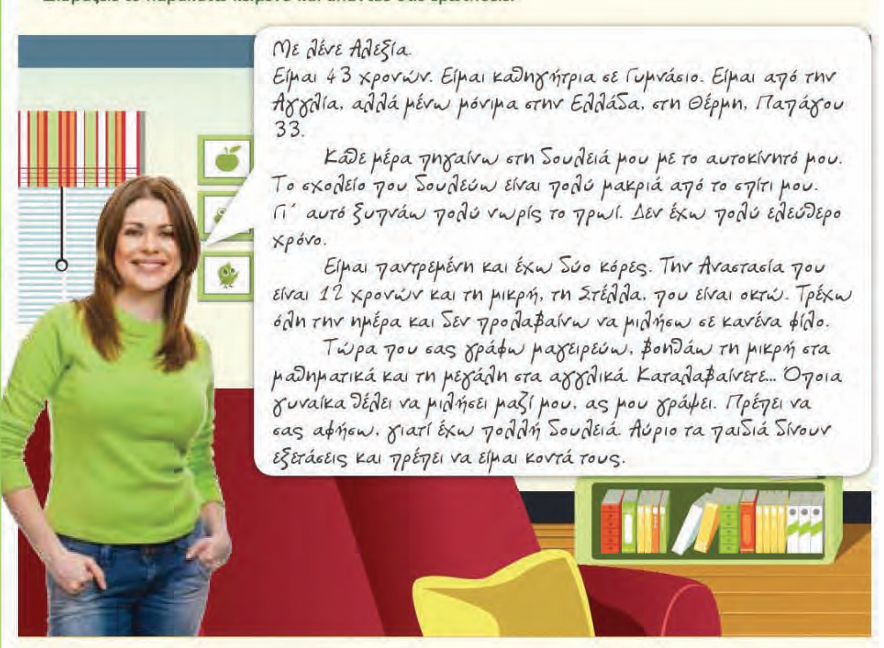 Με λένε Αλεξία.
Είμαι 43 χρονών. Είμαι καθηγήτρια σε Γυμνάσιο. Είμαι από την
Αγγλία, αλλά μένω μόνιμα στην Ελλάδα, στη Θέρμη, Παπάγου
33.
Κάθε μέρα πηγαίνω στη δουλειά μου με το αυτοκίνητό μου.
Το σχολείο που δουλεύω είναι πολύ μακριά από το σπίτι μου.
Γι΄ αυτό ξυπνάω πολύ νωρίς το πρωί. Δεν έχω πολύ ελεύθερο
χρόνο.
Είμαι παντρεμένη και έχω δύο κόρες. Την Αναστασία που
είναι 12 χρονών και τη μικρή, τη Στέλλα, που είναι οκτώ. Τρέχω
όλη την ημέρα και δεν προλαβαίνω να μιλήσω σε κανένα φίλο.
Τώρα που σας γράφω μαγειρεύω, βοηθάω τη μικρή στα
μαθηματικά και τη μεγάλη στα αγγλικά. Καταλαβαίνετε... Όποια
γυναίκα θέλει να μιλήσει μαζί μου, ας μου γράψει. Πρέπει να
σας αφήσω, γιατί έχω πολλή δουλειά. Αύριο τα παιδιά δίνουν
εξετάσεις και πρέπει να είμαι κοντά τους.